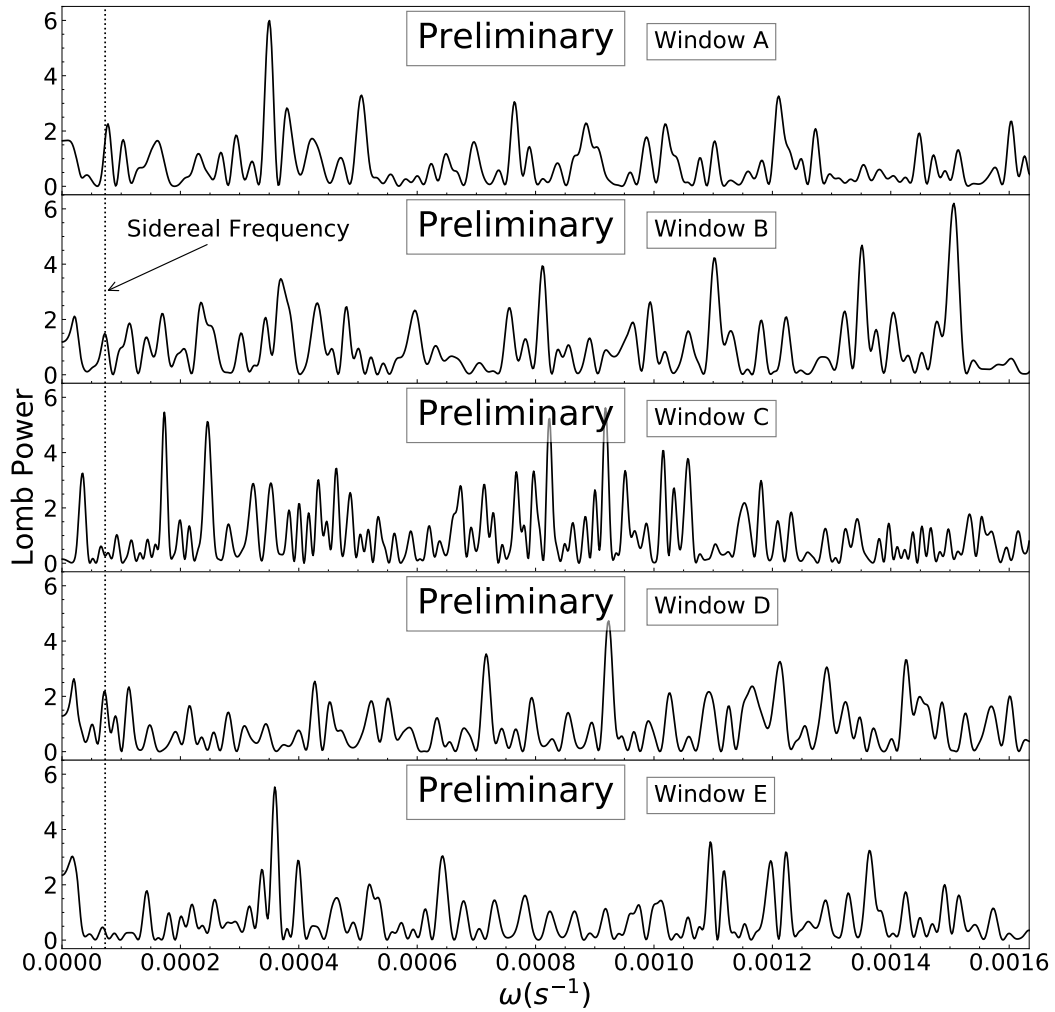 6
4
2
0
Preliminary
Window A
6
4
2
0
Sidereal Frequency
Preliminary
Window B
6
4
2
0
Preliminary
Window C
Lomb Power
6
4
2
0
Preliminary
Window D
6
4
2
0
Preliminary
Window E
0.0000 0.0002 0.0004 0.0006 0.0008 0.0010 0.0012 0.0014 0.0016
ω(s⁻¹)